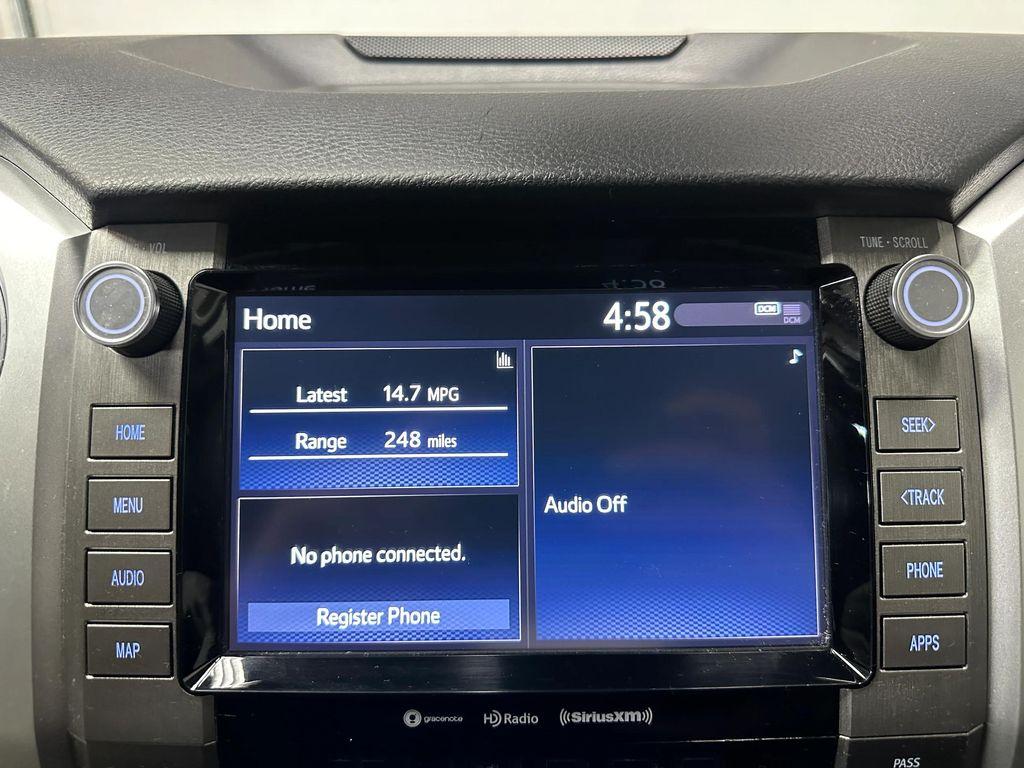 VOL
TUNE · SCROLL
Home
4:58
DCM
DCM
Latest 14.7 MPG
Range 248 miles
No phone connected.
Register Phone
Audio Off
HOME
MENU
AUDIO
MAP
SEEK>
<TRACK
PHONE
APPS
gracenote HD Radio ((SiriusXM))
PASS